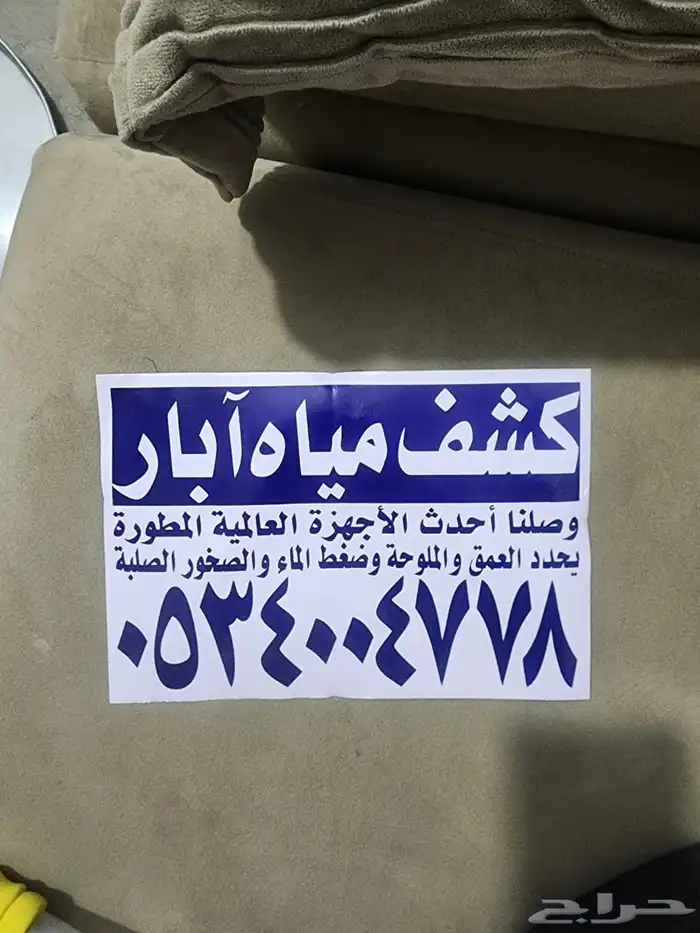 كشف مياه آبار
وصلنا أحدث الأجهزة العالمية المطورة
يحدد العمق والملوحة وضغط الماء والصخور الصلبة
٠٥٣٤٠٠٤٧٧٨
حراج